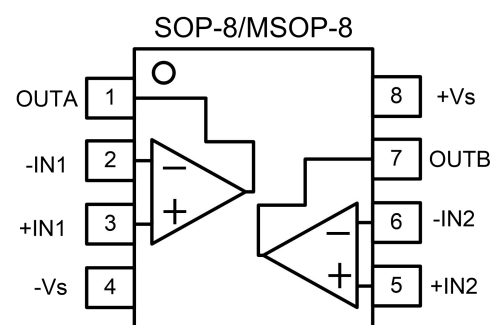 SOP-8/MSOP-8
OUTA 1
8 +Vs
-IN1 2
7 OUTB
+IN1 3
6 -IN2
-Vs 4
5 +IN2
−
+
−
+